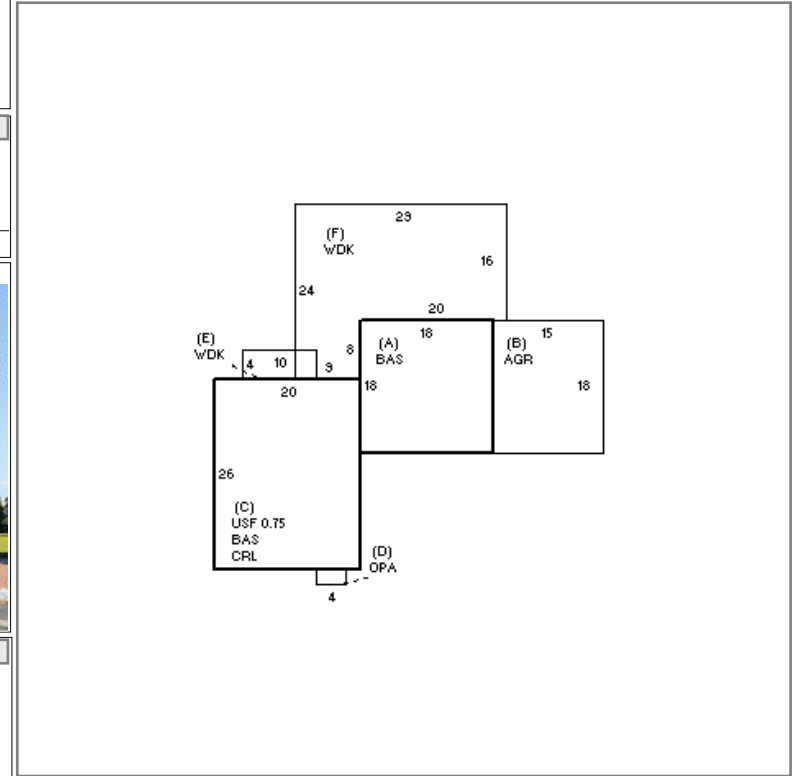 29
(F)
WDK
16
24
20
(E)
WDK
8
18
(A)
BAS
15
(B)
AGR
4
10
9
18
18
20
26
(C)
USF 0.75
BAS
CRL
(D)
OPA
4